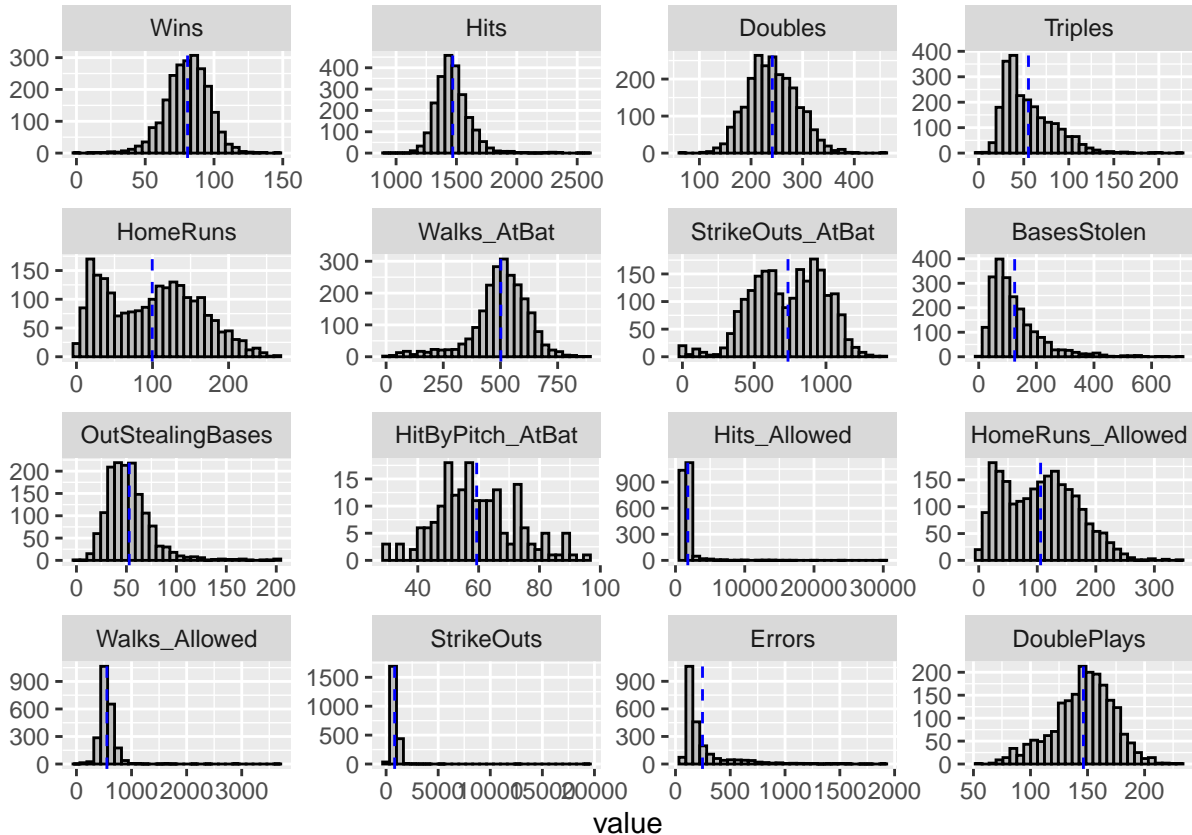 Wins Hits Doubles Triples
300 200 100 0
0 50 100 150
400 300 200 100 0
1000 1500 2000 2500
200 100 0
100 200 300 400
400 300 200 100 0
0 50 100 150 200
HomeRuns Walks_AtBat StrikeOuts_AtBat BasesStolen
150 100 50 0
0 100 200
300 200 100 0
0 250 500 750
150 100 50 0
0 500 1000
400 300 200 100 0
0 200 400 600
OutStealingBases HitByPitch_AtBat Hits_Allowed HomeRuns_Allowed
200 150 100 50 0
0 50 100 150 200
15 10 5 0
40 60 80 100
900 600 300 0
0 10000 20000 30000
150 100 50 0
0 100 200 300
Walks_Allowed StrikeOuts Errors DoublePlays
900 600 300 0
0 1000 2000 3000
1500 1000 500 0
0 5000 10000 15000 20000
900 600 300 0
0 500 1000 1500 2000
200 150 100 50 0
50 100 150 200
value